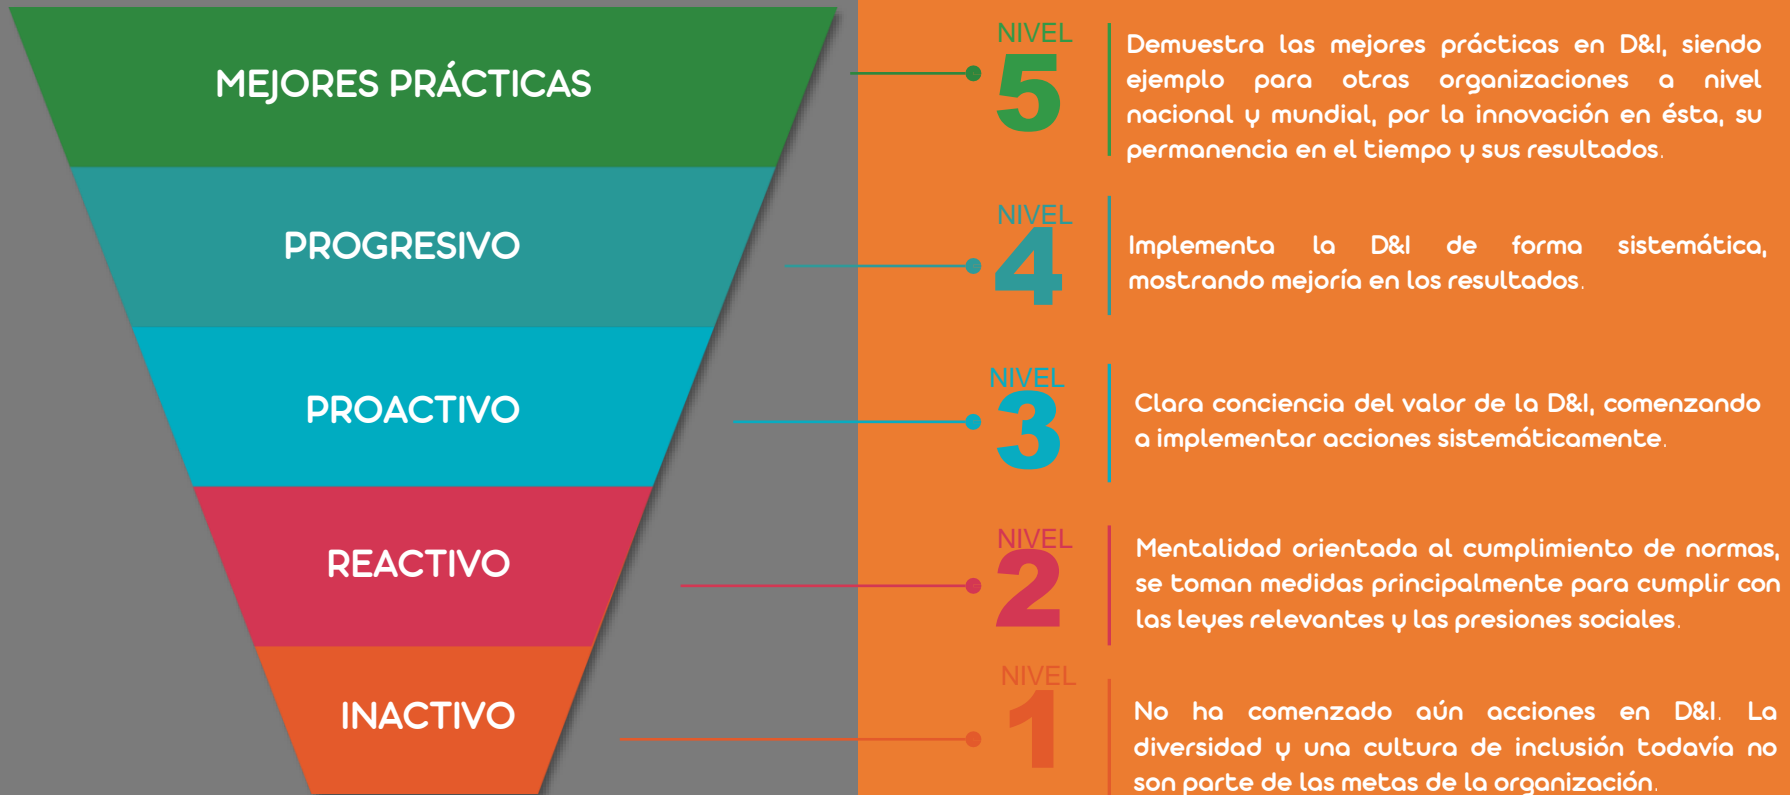 MEJORES PRÁCTICAS
NIVEL
5
Demuestra las mejores prácticas en D&I, siendo
ejemplo para otras organizaciones a nivel
nacional y mundial, por la innovación en ésta, su
permanencia en el tiempo y sus resultados.
PROGRESIVO
NIVEL
4
Implementa la D&I de forma sistemática,
mostrando mejoría en los resultados.
PROACTIVO
NIVEL
3
Clara conciencia del valor de la D&I, comenzando
a implementar acciones sistemáticamente.
REACTIVO
NIVEL
2
Mentalidad orientada al cumplimiento de normas,
se toman medidas principalmente para cumplir con
las leyes relevantes y las presiones sociales.
INACTIVO
NIVEL
1
No ha comenzado aún acciones en D&I. La
diversidad y una cultura de inclusión todavía no
son parte de las metas de la organización.